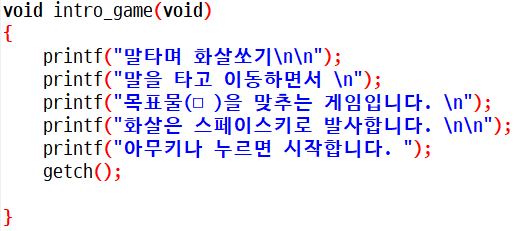 void intro_game(void)
{
    printf("말타며 화살쏘기\n\n");
    printf("말을 타고 이동하면서 \n");
    printf("목표물(□ )을 맞추는 게임입니다. \n");
    printf("화살은 스페이스키로 발사합니다. \n\n");
    printf("아무키나 누르면 시작합니다. ");
    getch();
}